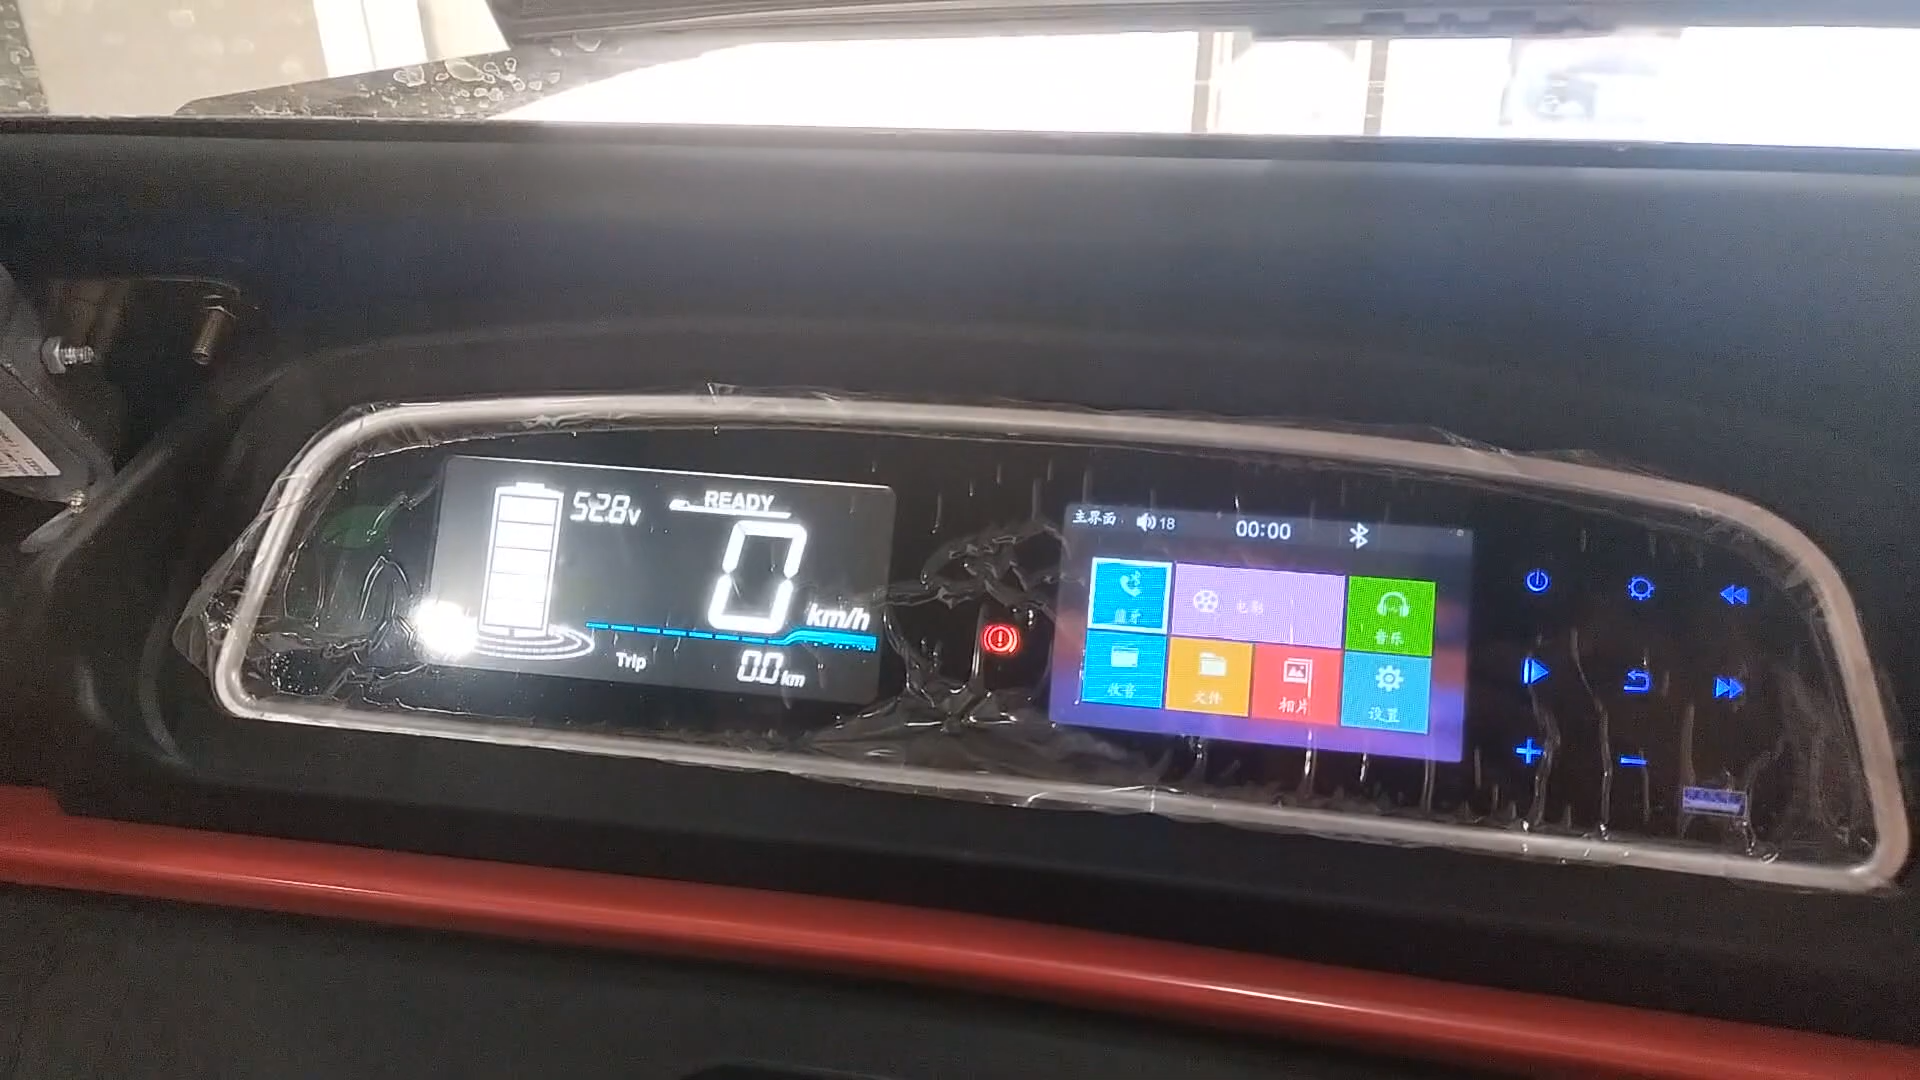 52.8v
READY
0
km/h
Trip
0.0 km
主界面
18
00:00
蓝牙
电影
音乐
收音
文件
相片
设置